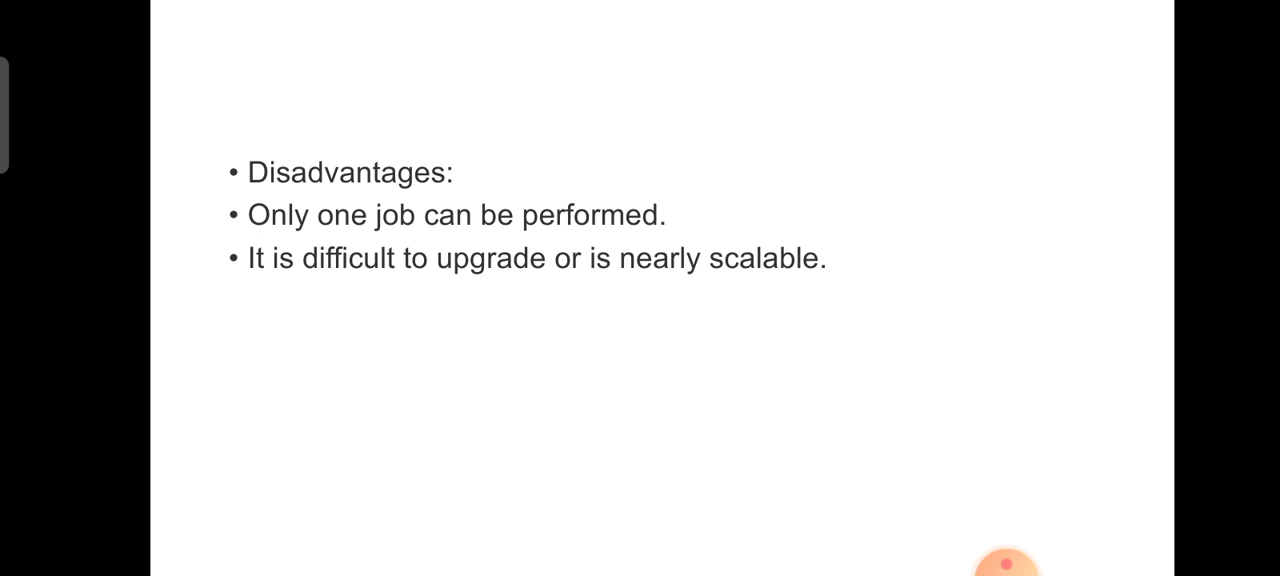 • Disadvantages:
• Only one job can be performed.
• It is difficult to upgrade or is nearly scalable.